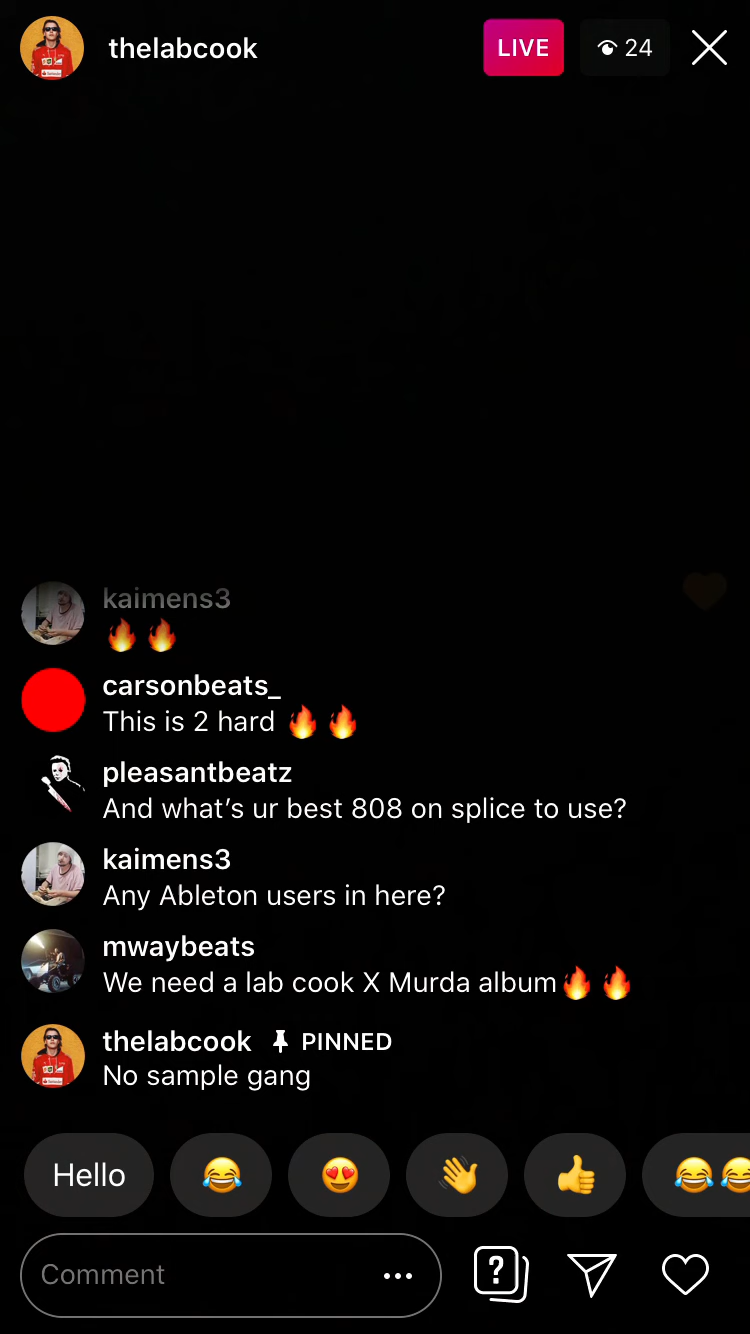 thelabcook
LIVE
24
kaimens3
🔥 🔥
carsonbeats_
This is 2 hard 🔥 🔥
pleasantbeatz
And what’s ur best 808 on splice to use?
kaimens3
Any Ableton users in here?
mwaybeats
We need a lab cook X Murda album🔥 🔥
thelabcook PINNED
No sample gang
Hello 😂 😍 👋 👍 😂😂
Comment ...
?